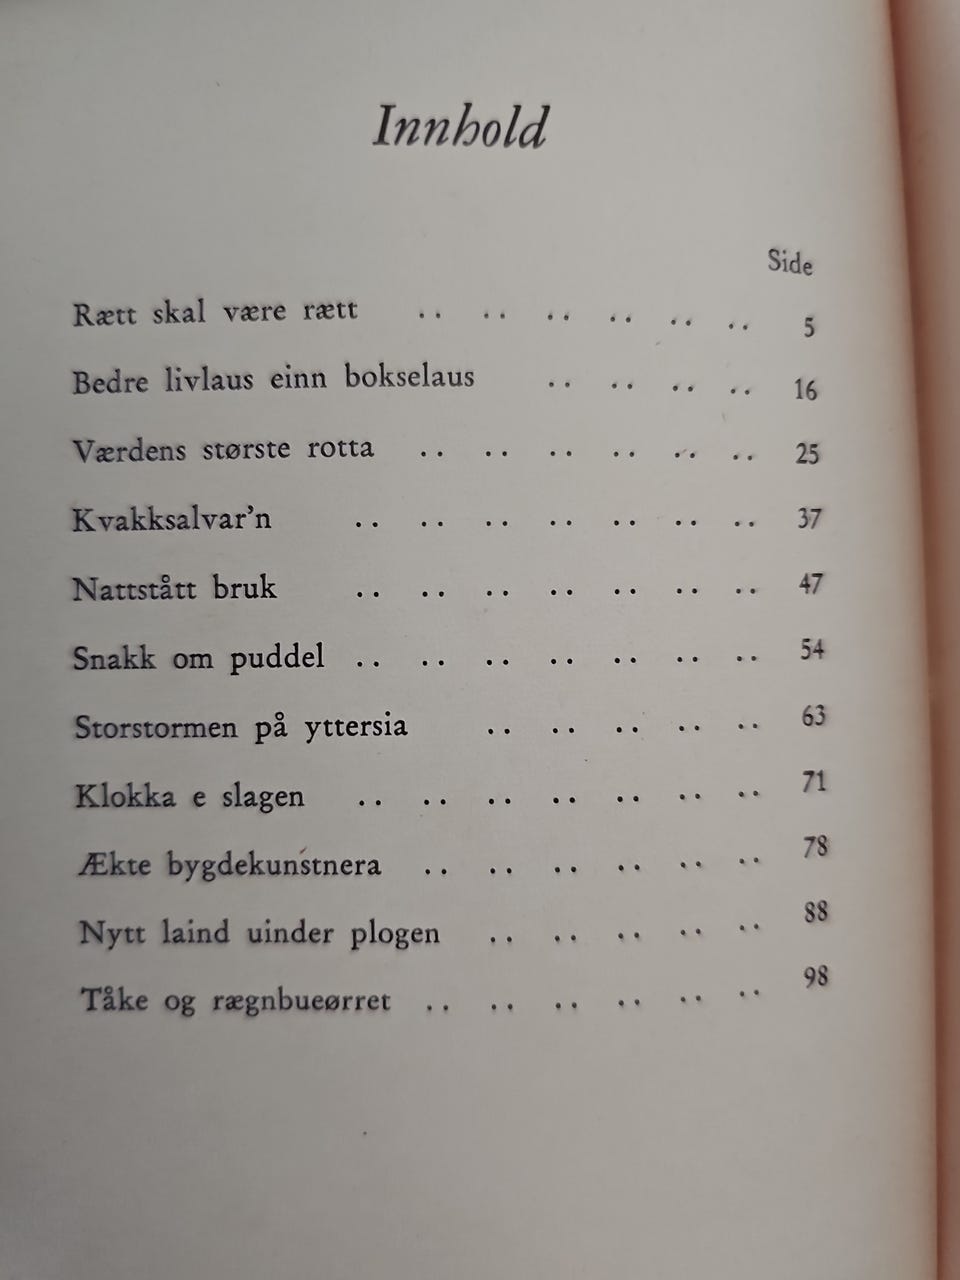 Innhold
Side
Rætt skal være rætt .. .. .. .. .. .. 5
Bedre livlaus einn bokselaus .. .. .. .. 16
Værdens største rotta .. .. .. .. .. .. 25
Kvakksalvar'n .. .. .. .. .. .. .. 37
Nattstått bruk .. .. .. .. .. .. .. 47
Snakk om puddel .. .. .. .. .. .. .. 54
Storstormen på yttersia .. .. .. .. .. 63
Klokka e slagen .. .. .. .. .. .. .. 71
Ækte bygdekunstnera .. .. .. .. .. .. 78
Nytt laind uinder plogen .. .. .. .. .. 88
Tåke og rægnbueørret .. .. .. .. .. .. 98